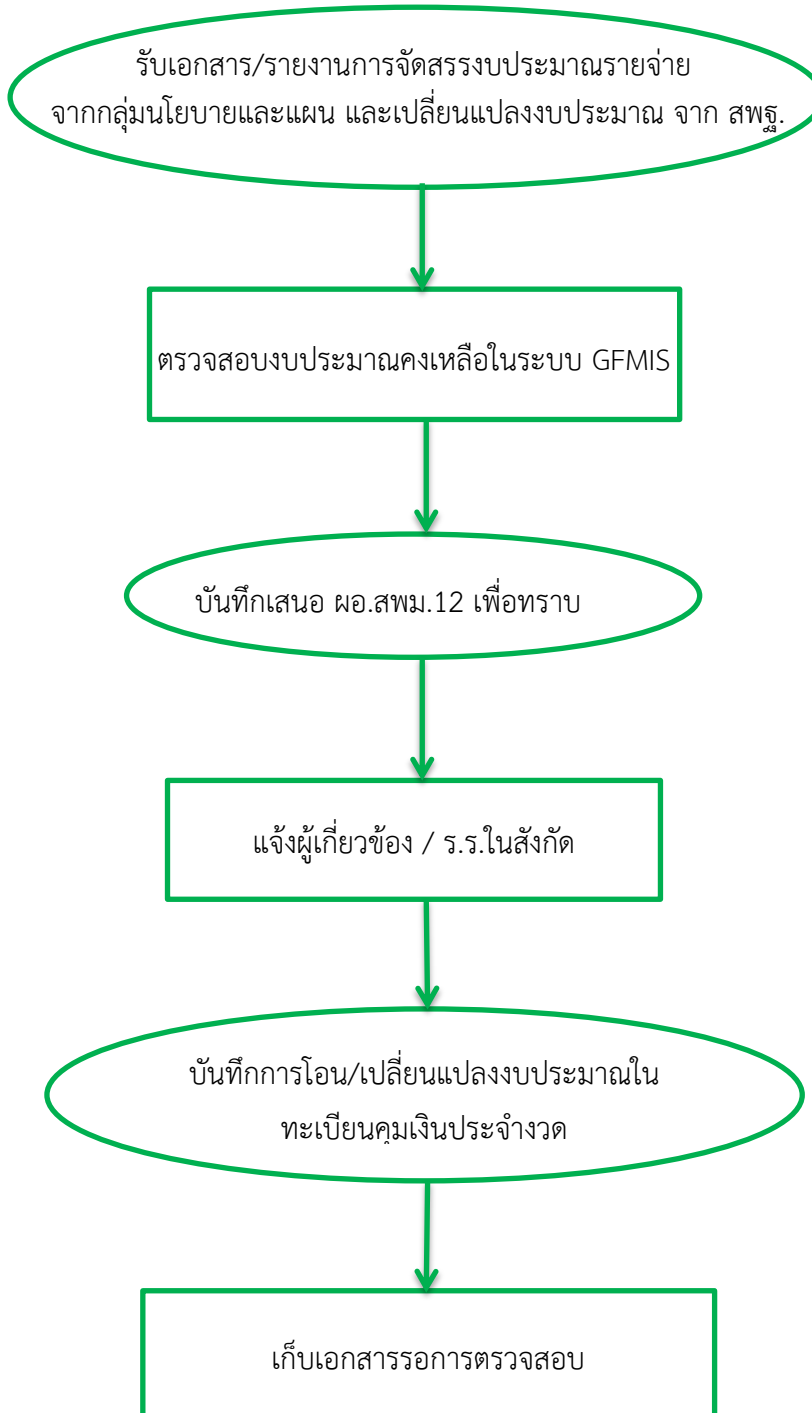 รับเอกสาร/รายงานการจัดสรรงบประมาณรายจ่าย
จากกลุ่มนโยบายและแผน และเปลี่ยนแปลงงบประมาณ จาก สพฐ.
ตรวจสอบงบประมาณคงเหลือในระบบ GFMIS
บันทึกเสนอ ผอ.สพม.12 เพื่อทราบ
แจ้งผู้เกี่ยวข้อง / ร.ร.ในสังกัด
บันทึกการโอน/เปลี่ยนแปลงงบประมาณใน
ทะเบียนคุมเงินประจำงวด
เก็บเอกสารรอการตรวจสอบ